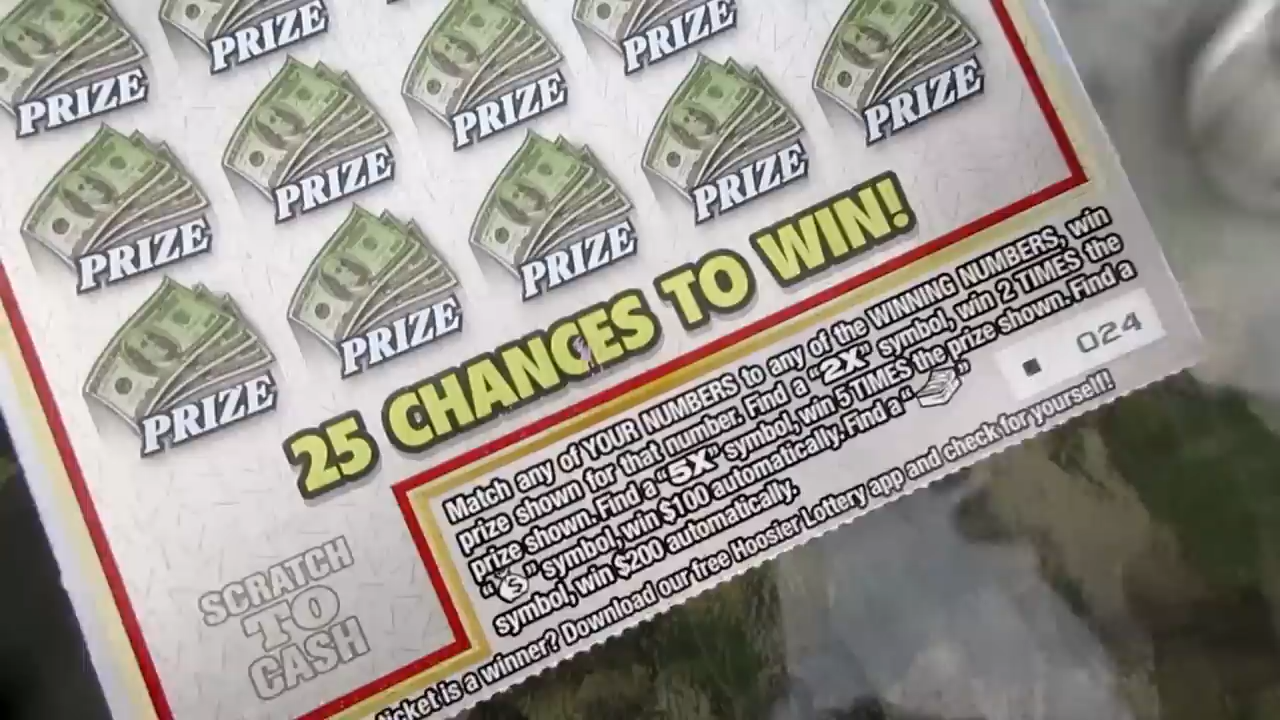 PRIZE PRIZE
PRIZE PRIZE PRIZE
PRIZE PRIZE
PRIZE PRIZE
PRIZE
PRIZE
25 CHANCES TO WIN!
Match any of YOUR NUMBERS to any of the WINNING NUMBERS, win
prize shown for that number. Find a "2X" symbol, win 2 TIMES the
prize shown. Find a "5X" symbol, win 5 TIMES the prize shown. Find a
" " symbol, win $100 automatically. Find a " "
symbol, win $200 automatically.
024
ticket is a winner? Download our free Hoosier Lottery app and check for yourself!
SCRATCH
TO
CASH